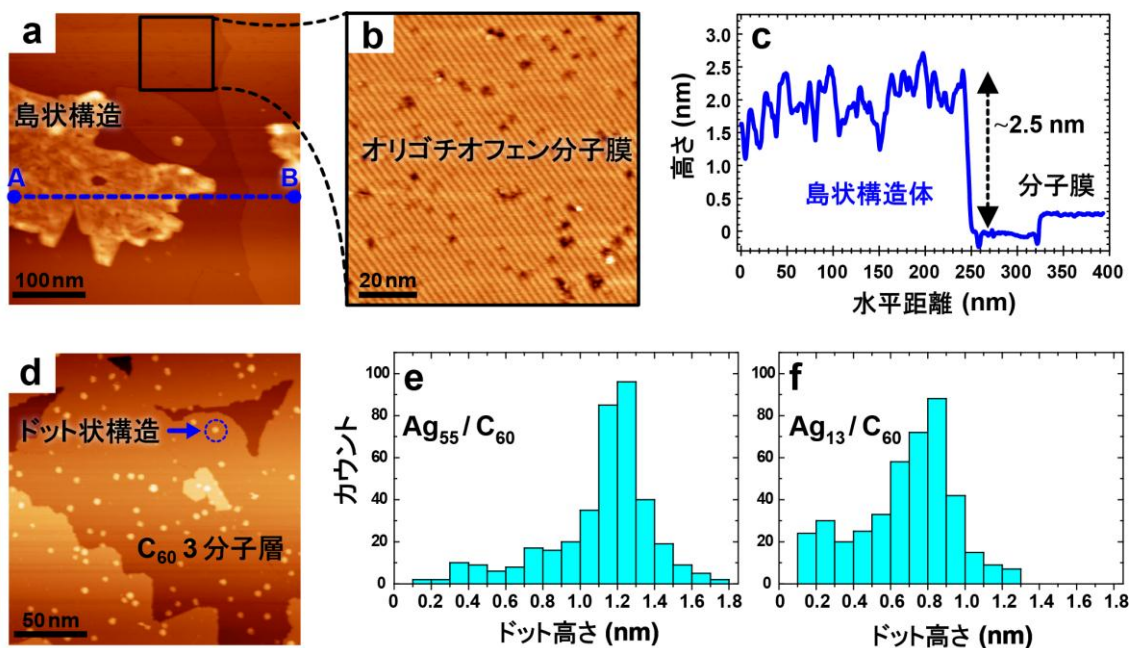 a
島状構造
A
B
100nm
b
オリゴチオフェン分子膜
20nm
c
高さ (nm)
3.0
2.5
2.0
1.5
1.0
0.5
0
~2.5 nm
島状構造体
分子膜
0 50 100 150 200 250 300 350 400
水平距離 (nm)
d
ドット状構造
C60 3分子層
50nm
e
カウント
100
80
60
40
20
0
Ag55 / C60
0 0.2 0.4 0.6 0.8 1.0 1.2 1.4 1.6 1.8
ドット高さ (nm)
f
100
80
60
40
20
0
Ag13 / C60
0 0.2 0.4 0.6 0.8 1.0 1.2 1.4 1.6 1.8
ドット高さ (nm)